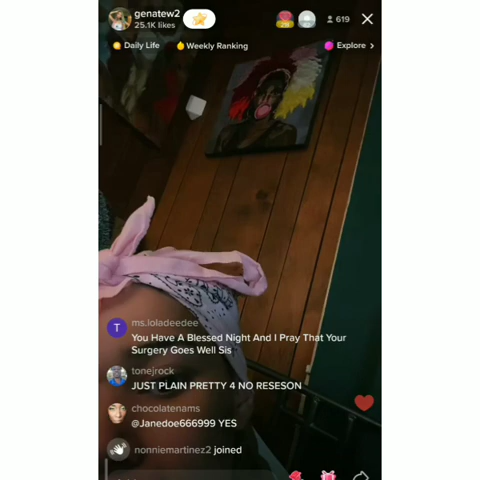 genatew2
25.1K likes
29
619
Daily Life
Weekly Ranking
Explore >
T
ms.loladeedee
You Have A Blessed Night And I Pray That Your
Surgery Goes Well Sis
tonejrock
JUST PLAIN PRETTY 4 NO RESESON
chocolatenams
@Janedoe666999 YES
nonniemartinez2 joined